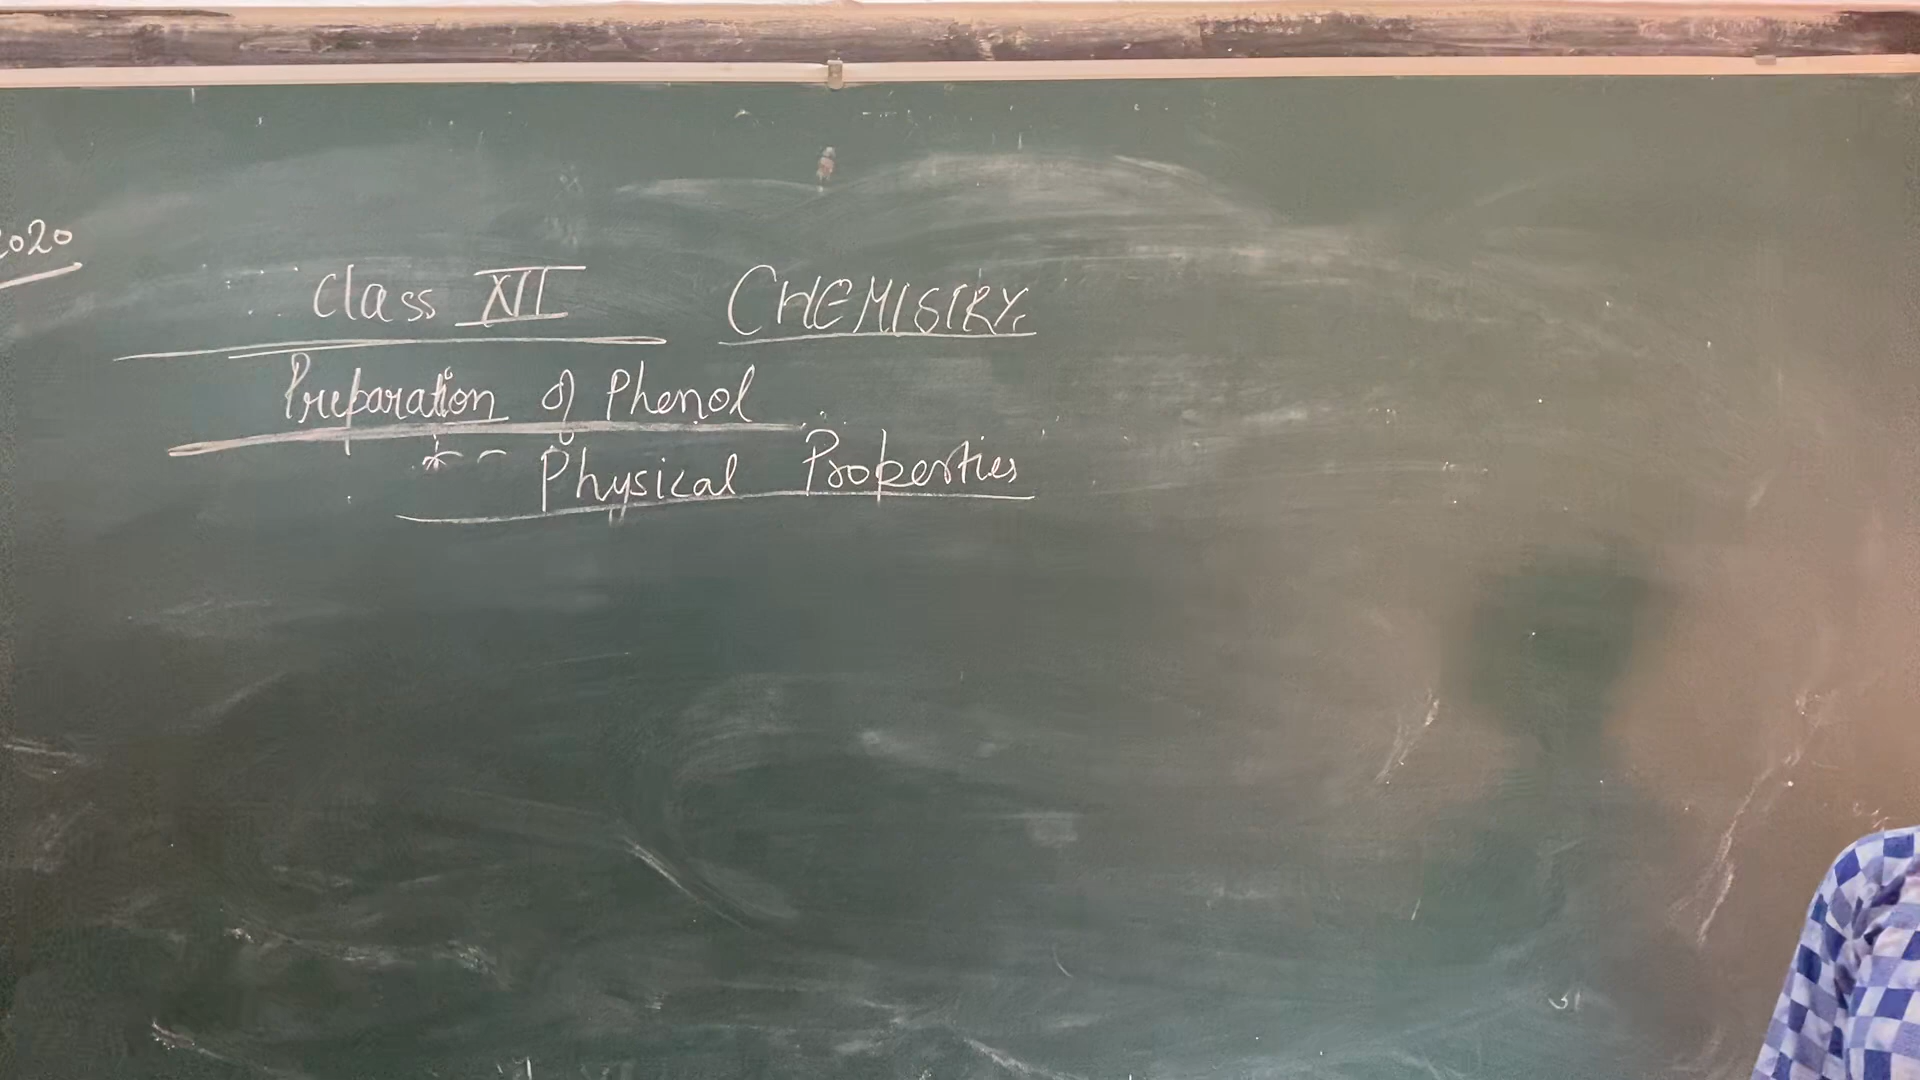 2020
Class XII CHEMISTRY
Preparation of Phenol
Physical Properties